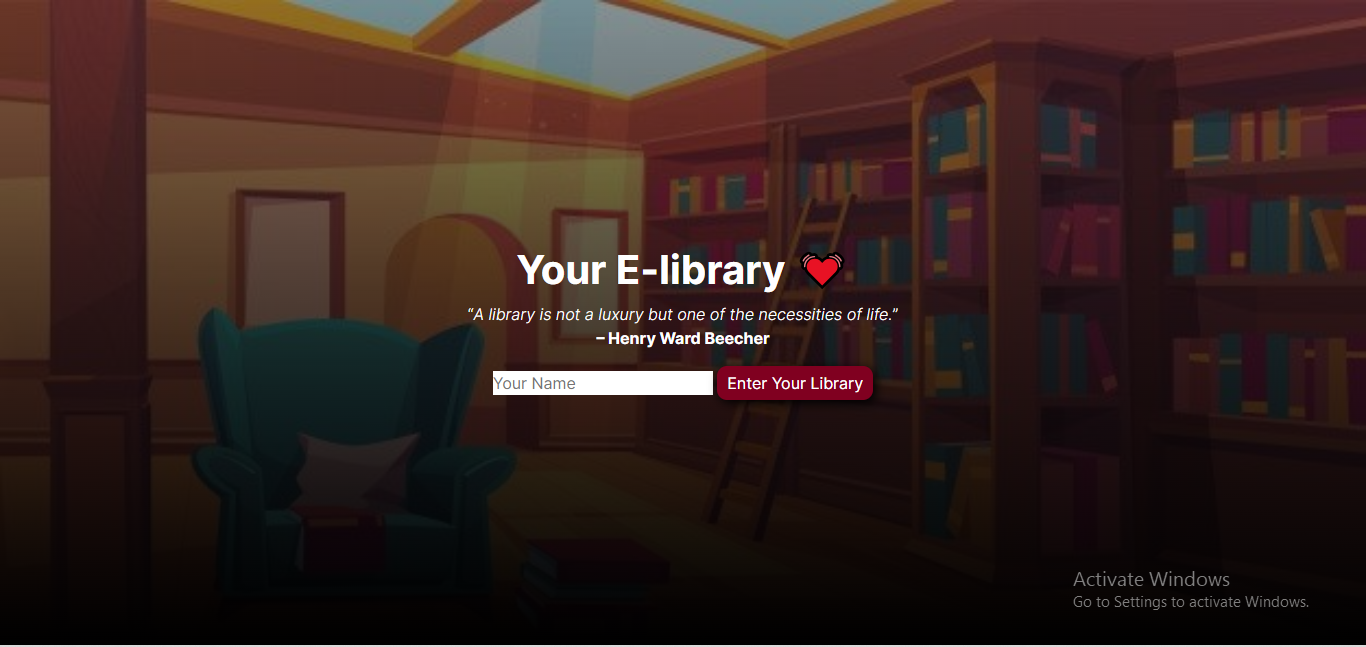 Your E-library
“A library is not a luxury but one of the necessities of life.”
– Henry Ward Beecher
Your Name
Enter Your Library
Activate Windows
Go to Settings to activate Windows.